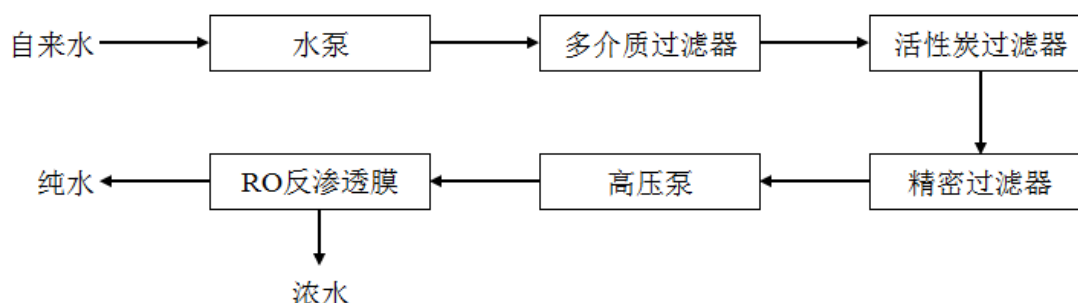 自来水
水泵
多介质过滤器
活性炭过滤器
精密过滤器
高压泵
RO反渗透膜
纯水
浓水